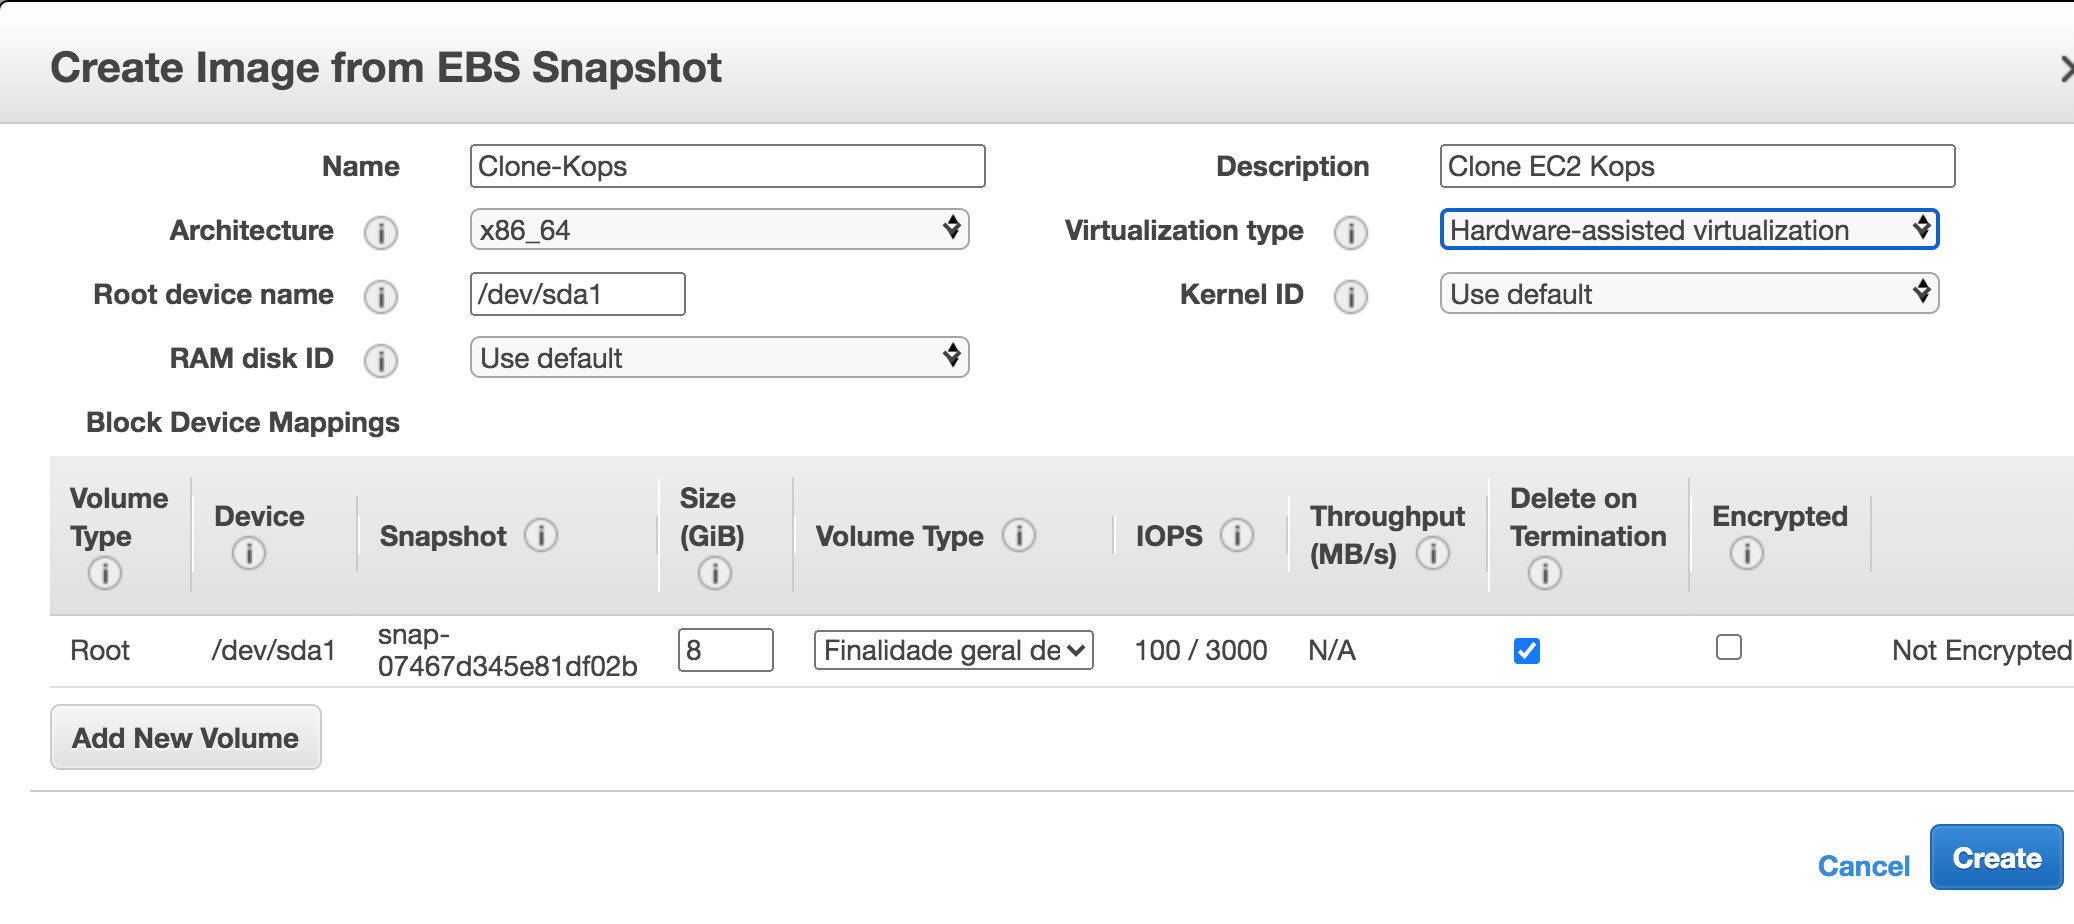 Create Image from EBS Snapshot
Name Clone-Kops Description Clone EC2 Kops
Architecture x86_64 Virtualization type Hardware-assisted virtualization
Root device name /dev/sda1 Kernel ID Use default
RAM disk ID Use default
Block Device Mappings
Volume Type Device Snapshot Size (GiB) Volume Type IOPS Throughput (MB/s) Delete on Termination Encrypted
Root /dev/sda1 snap-07467d345e81df02b 8 Finalidade geral de 100 / 3000 N/A Not Encrypted
Add New Volume
Cancel Create